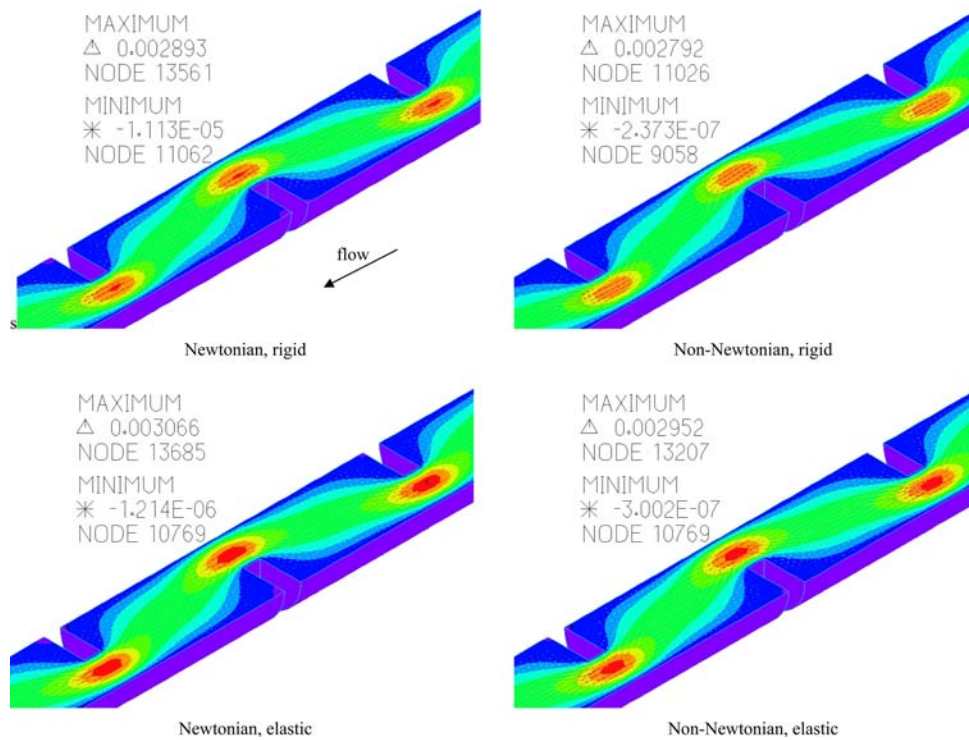 MAXIMUM
△ 0.002893
NODE 13561
MINIMUM
✳ -1.113E-05
NODE 11062
flow
s
Newtonian, rigid
MAXIMUM
△ 0.002792
NODE 11026
MINIMUM
✳ -2.373E-07
NODE 9058
Non-Newtonian, rigid
MAXIMUM
△ 0.003066
NODE 13685
MINIMUM
✳ -1.214E-06
NODE 10769
Newtonian, elastic
MAXIMUM
△ 0.002952
NODE 13207
MINIMUM
✳ -3.002E-07
NODE 10769
Non-Newtonian, elastic